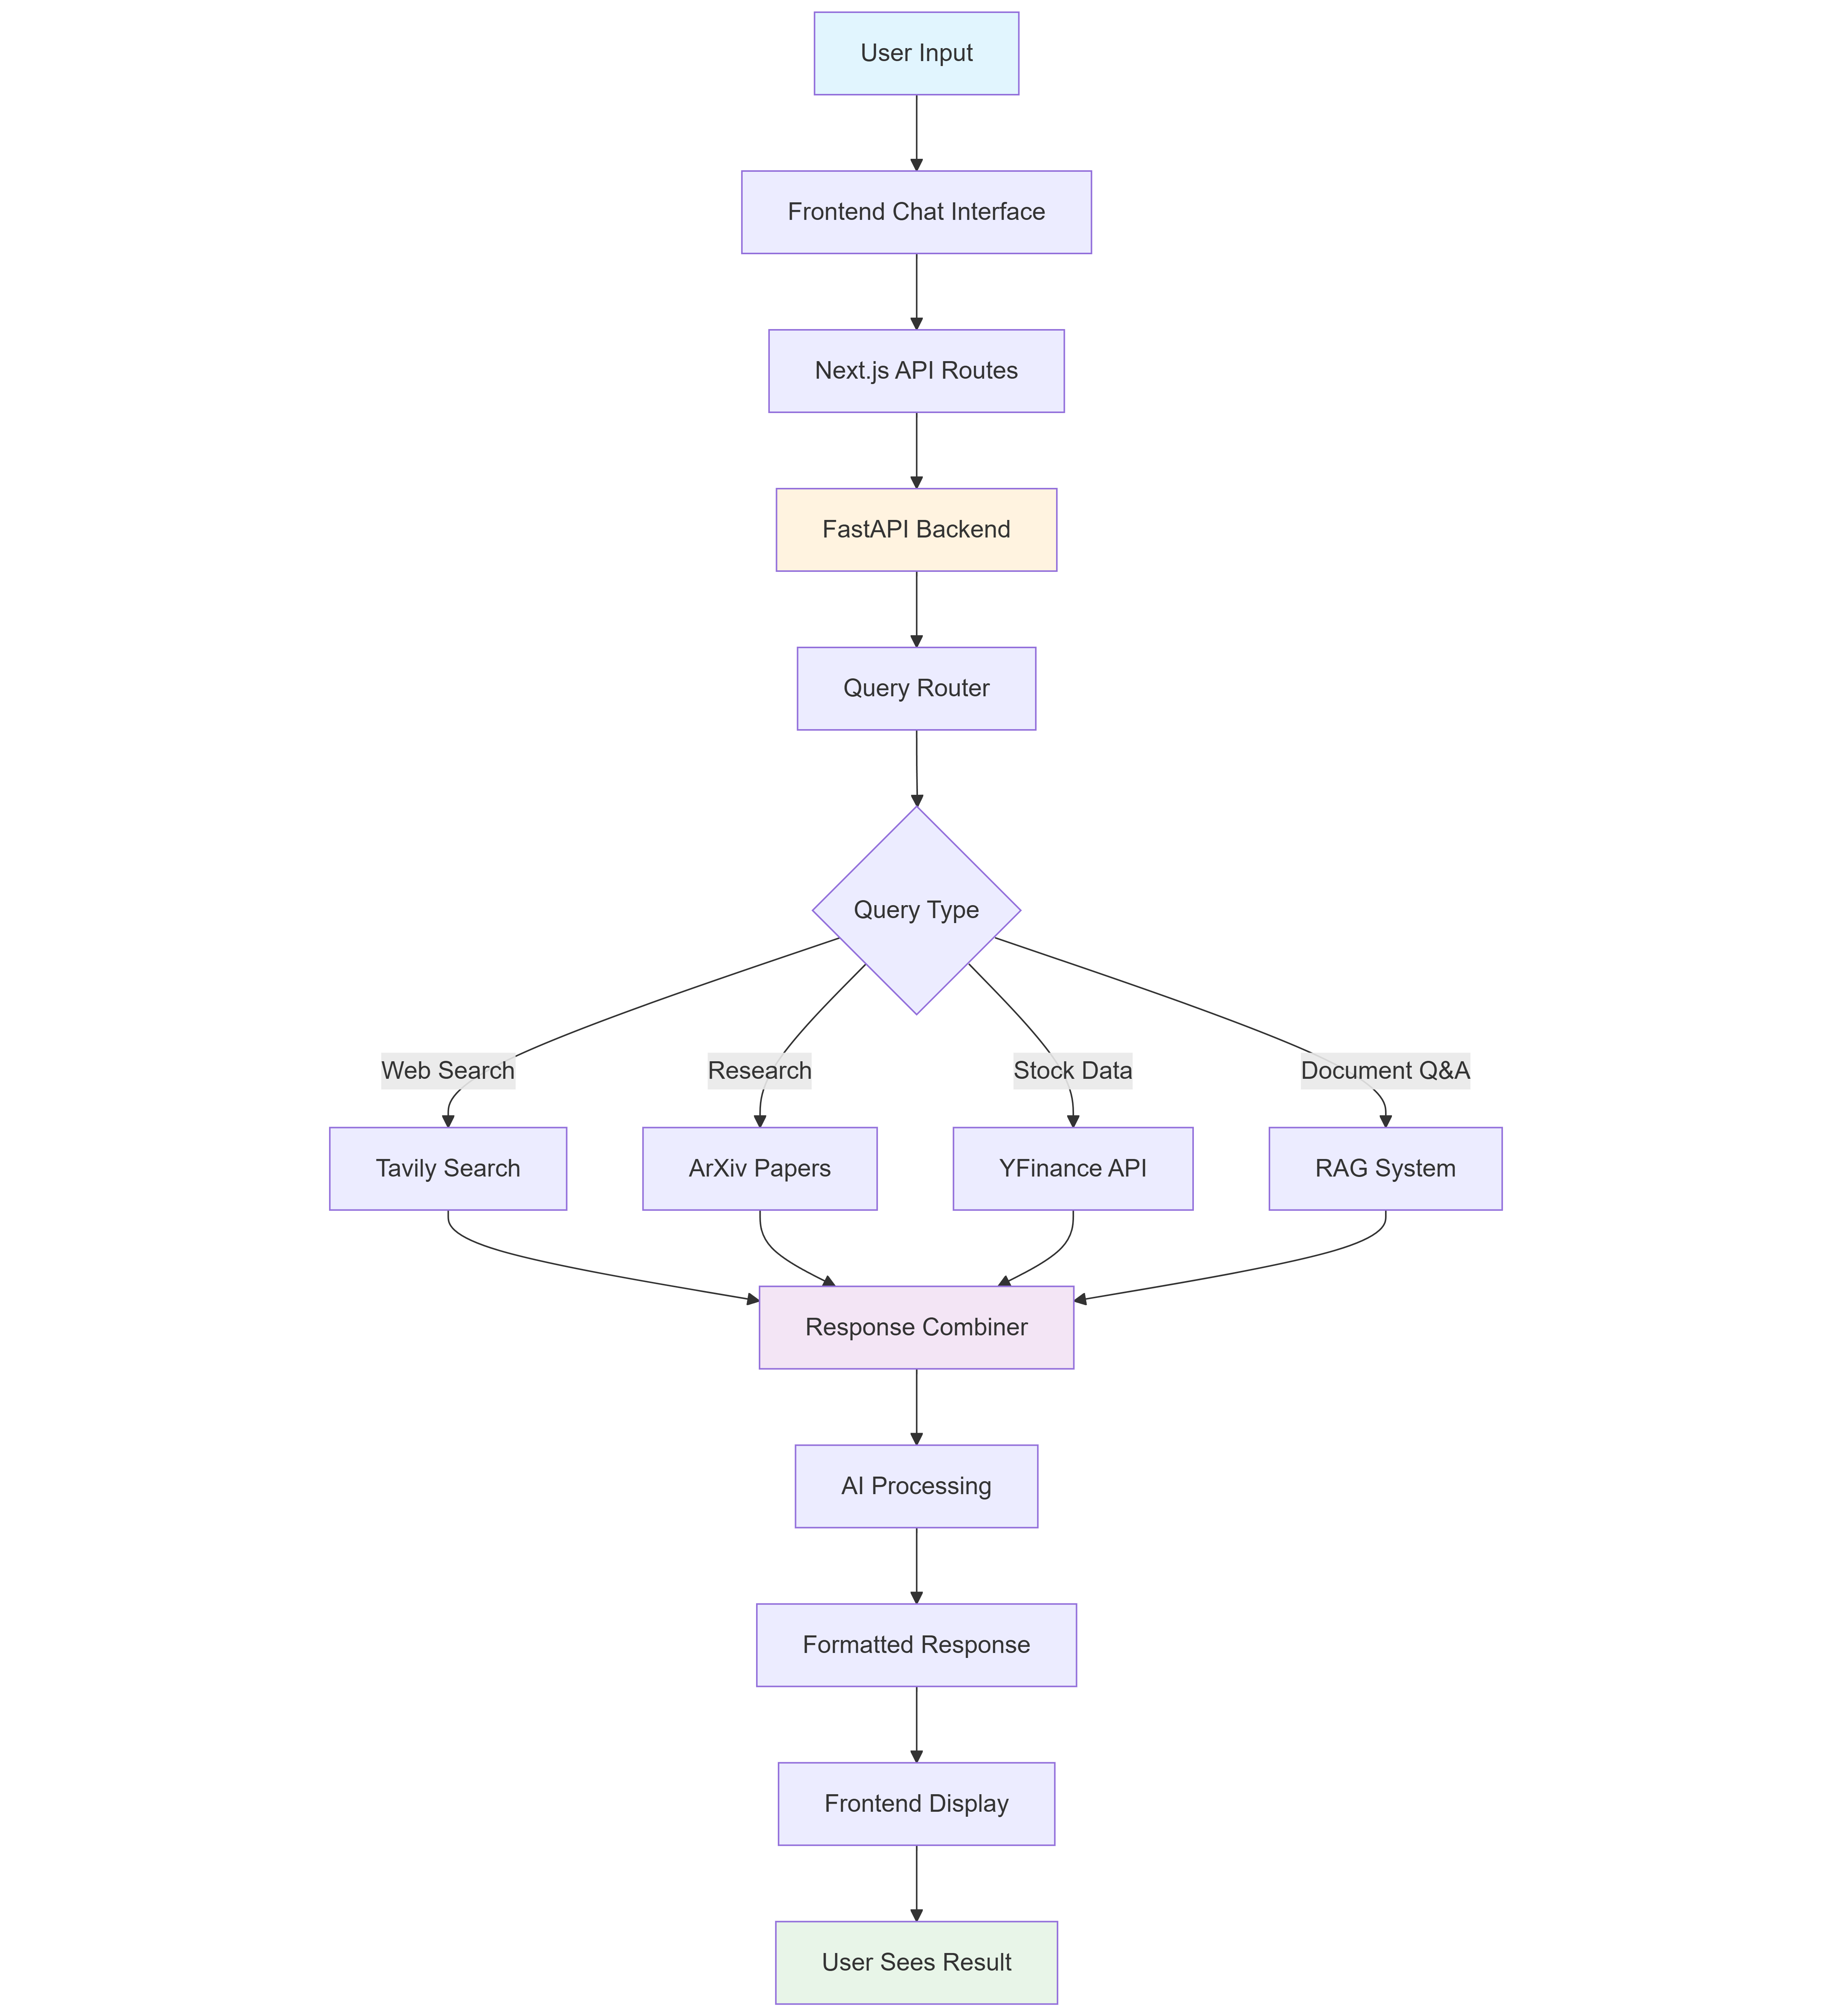 User Input
Frontend Chat Interface
Next.js API Routes
FastAPI Backend
Query Router
Query Type
Web Search
Research
Stock Data
Document Q&A
Tavily Search
ArXiv Papers
YFinance API
RAG System
Response Combiner
AI Processing
Formatted Response
Frontend Display
User Sees Result